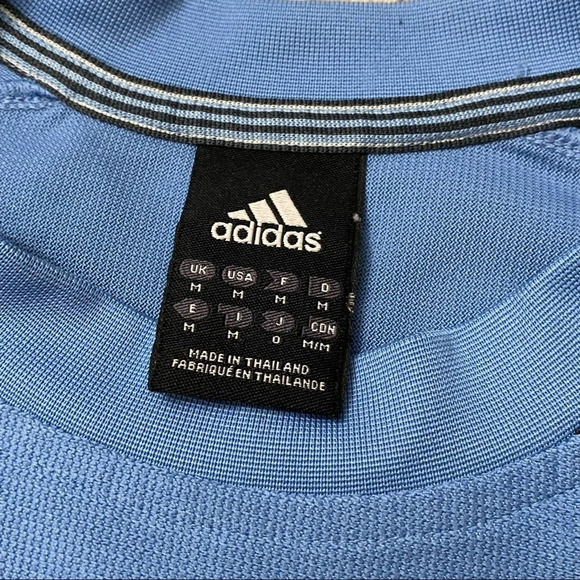 adidas
UK USA F D
M M M M
E I J CDN
M M O M/M
MADE IN THAILAND
FABRIQUÉ EN THAILANDE